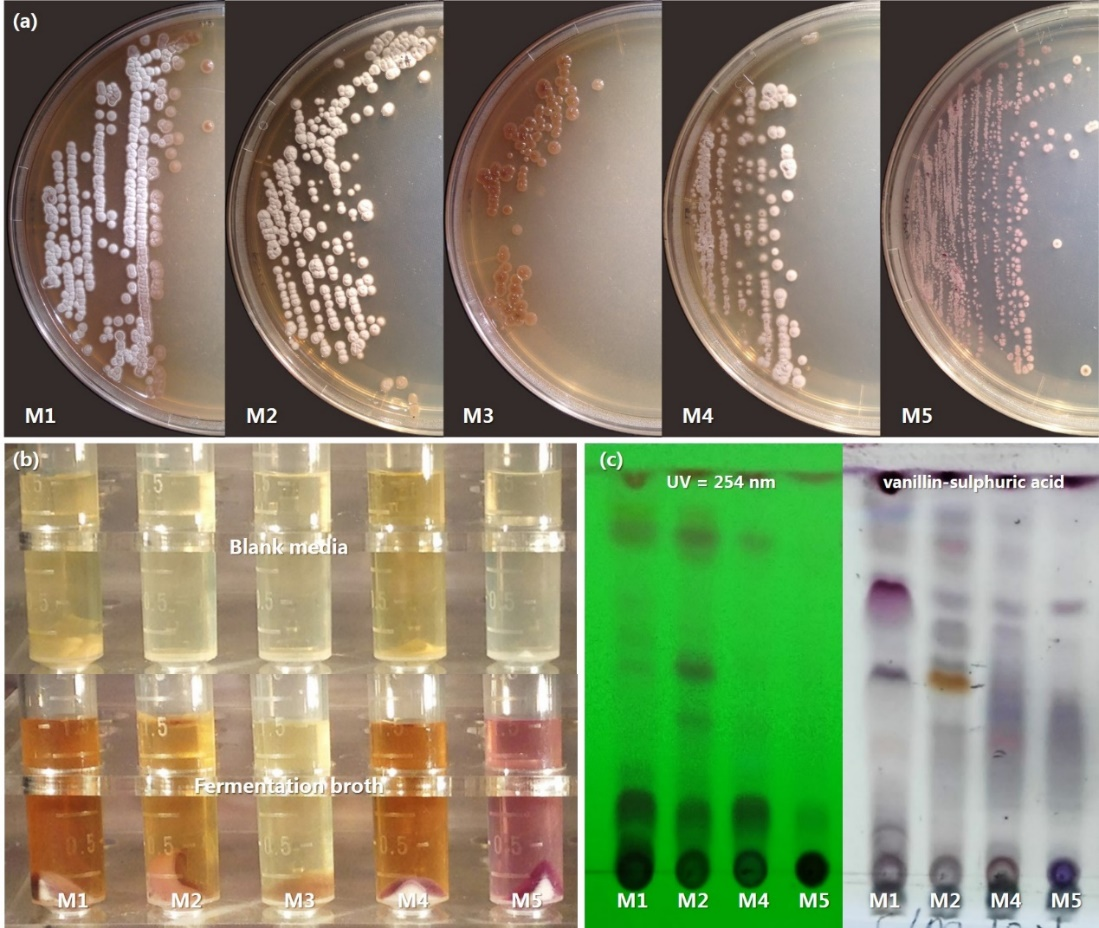 (a)
M1 M2 M3 M4 M5
(b)
Blank media
Fermentation broth
M1 M2 M3 M4 M5
(c)
UV = 254 nm
vanillin-sulphuric acid
M1 M2 M4 M5
M1 M2 M4 M5